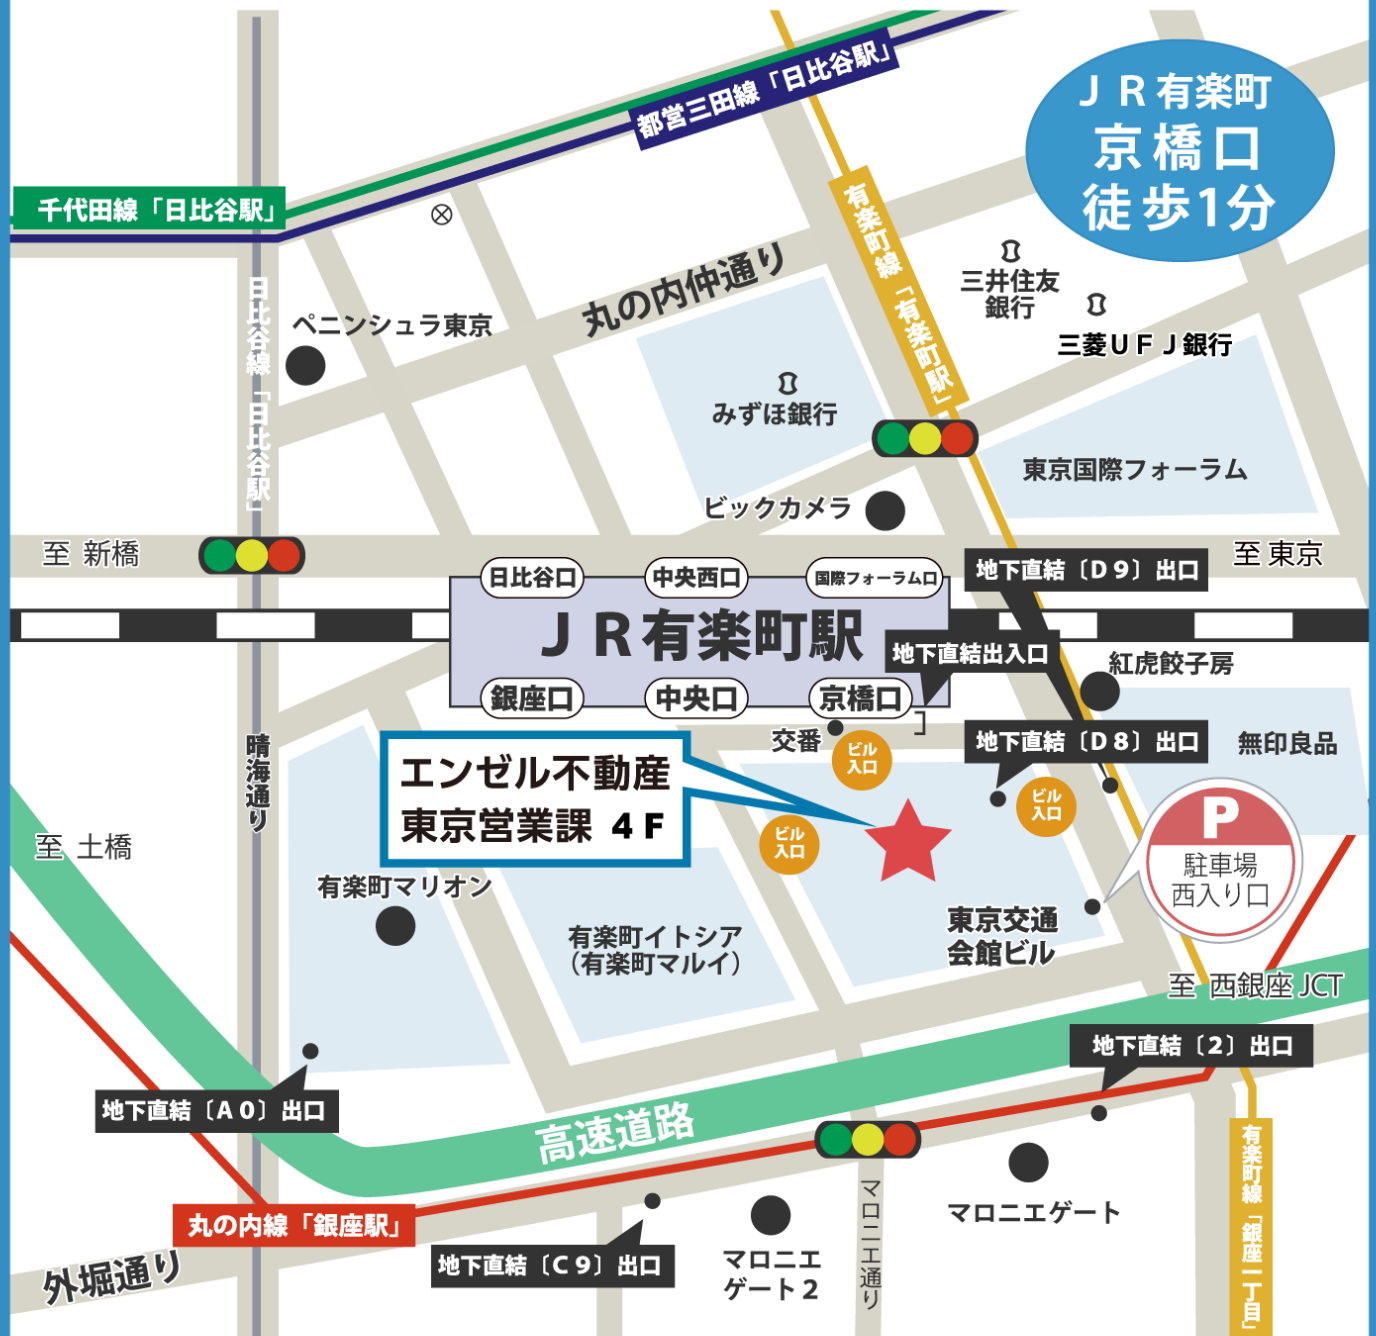 ＪＲ有楽町
京橋口
徒歩1分
都営三田線「日比谷駅」
千代田線「日比谷駅」
有楽町線「有楽町駅」
丸の内仲通り
三井住友
銀行
三菱ＵＦＪ銀行
日比谷線「日比谷駅」
ペニンシュラ東京
みずほ銀行
東京国際フォーラム
ビックカメラ
至 新橋
至 東京
日比谷口
中央西口
国際フォーラム口
地下直結〔D9〕出口
ＪＲ有楽町駅
地下直結出入口
紅虎餃子房
銀座口
中央口
京橋口
交番
ビル
入口
地下直結〔D8〕出口
無印良品
晴海通り
エンゼル不動産
東京営業課 4F
ビル
入口
ビル
入口
P
駐車場
西入り口
至 土橋
有楽町マリオン
有楽町イトシア
（有楽町マルイ）
東京交通
会館ビル
至 西銀座JCT
地下直結〔2〕出口
地下直結〔A0〕出口
高速道路
丸の内線「銀座駅」
外堀通り
地下直結〔C9〕出口
マロニエ
ゲート2
マロニエ通り
マロニエゲート
有楽町線「銀座一丁目」